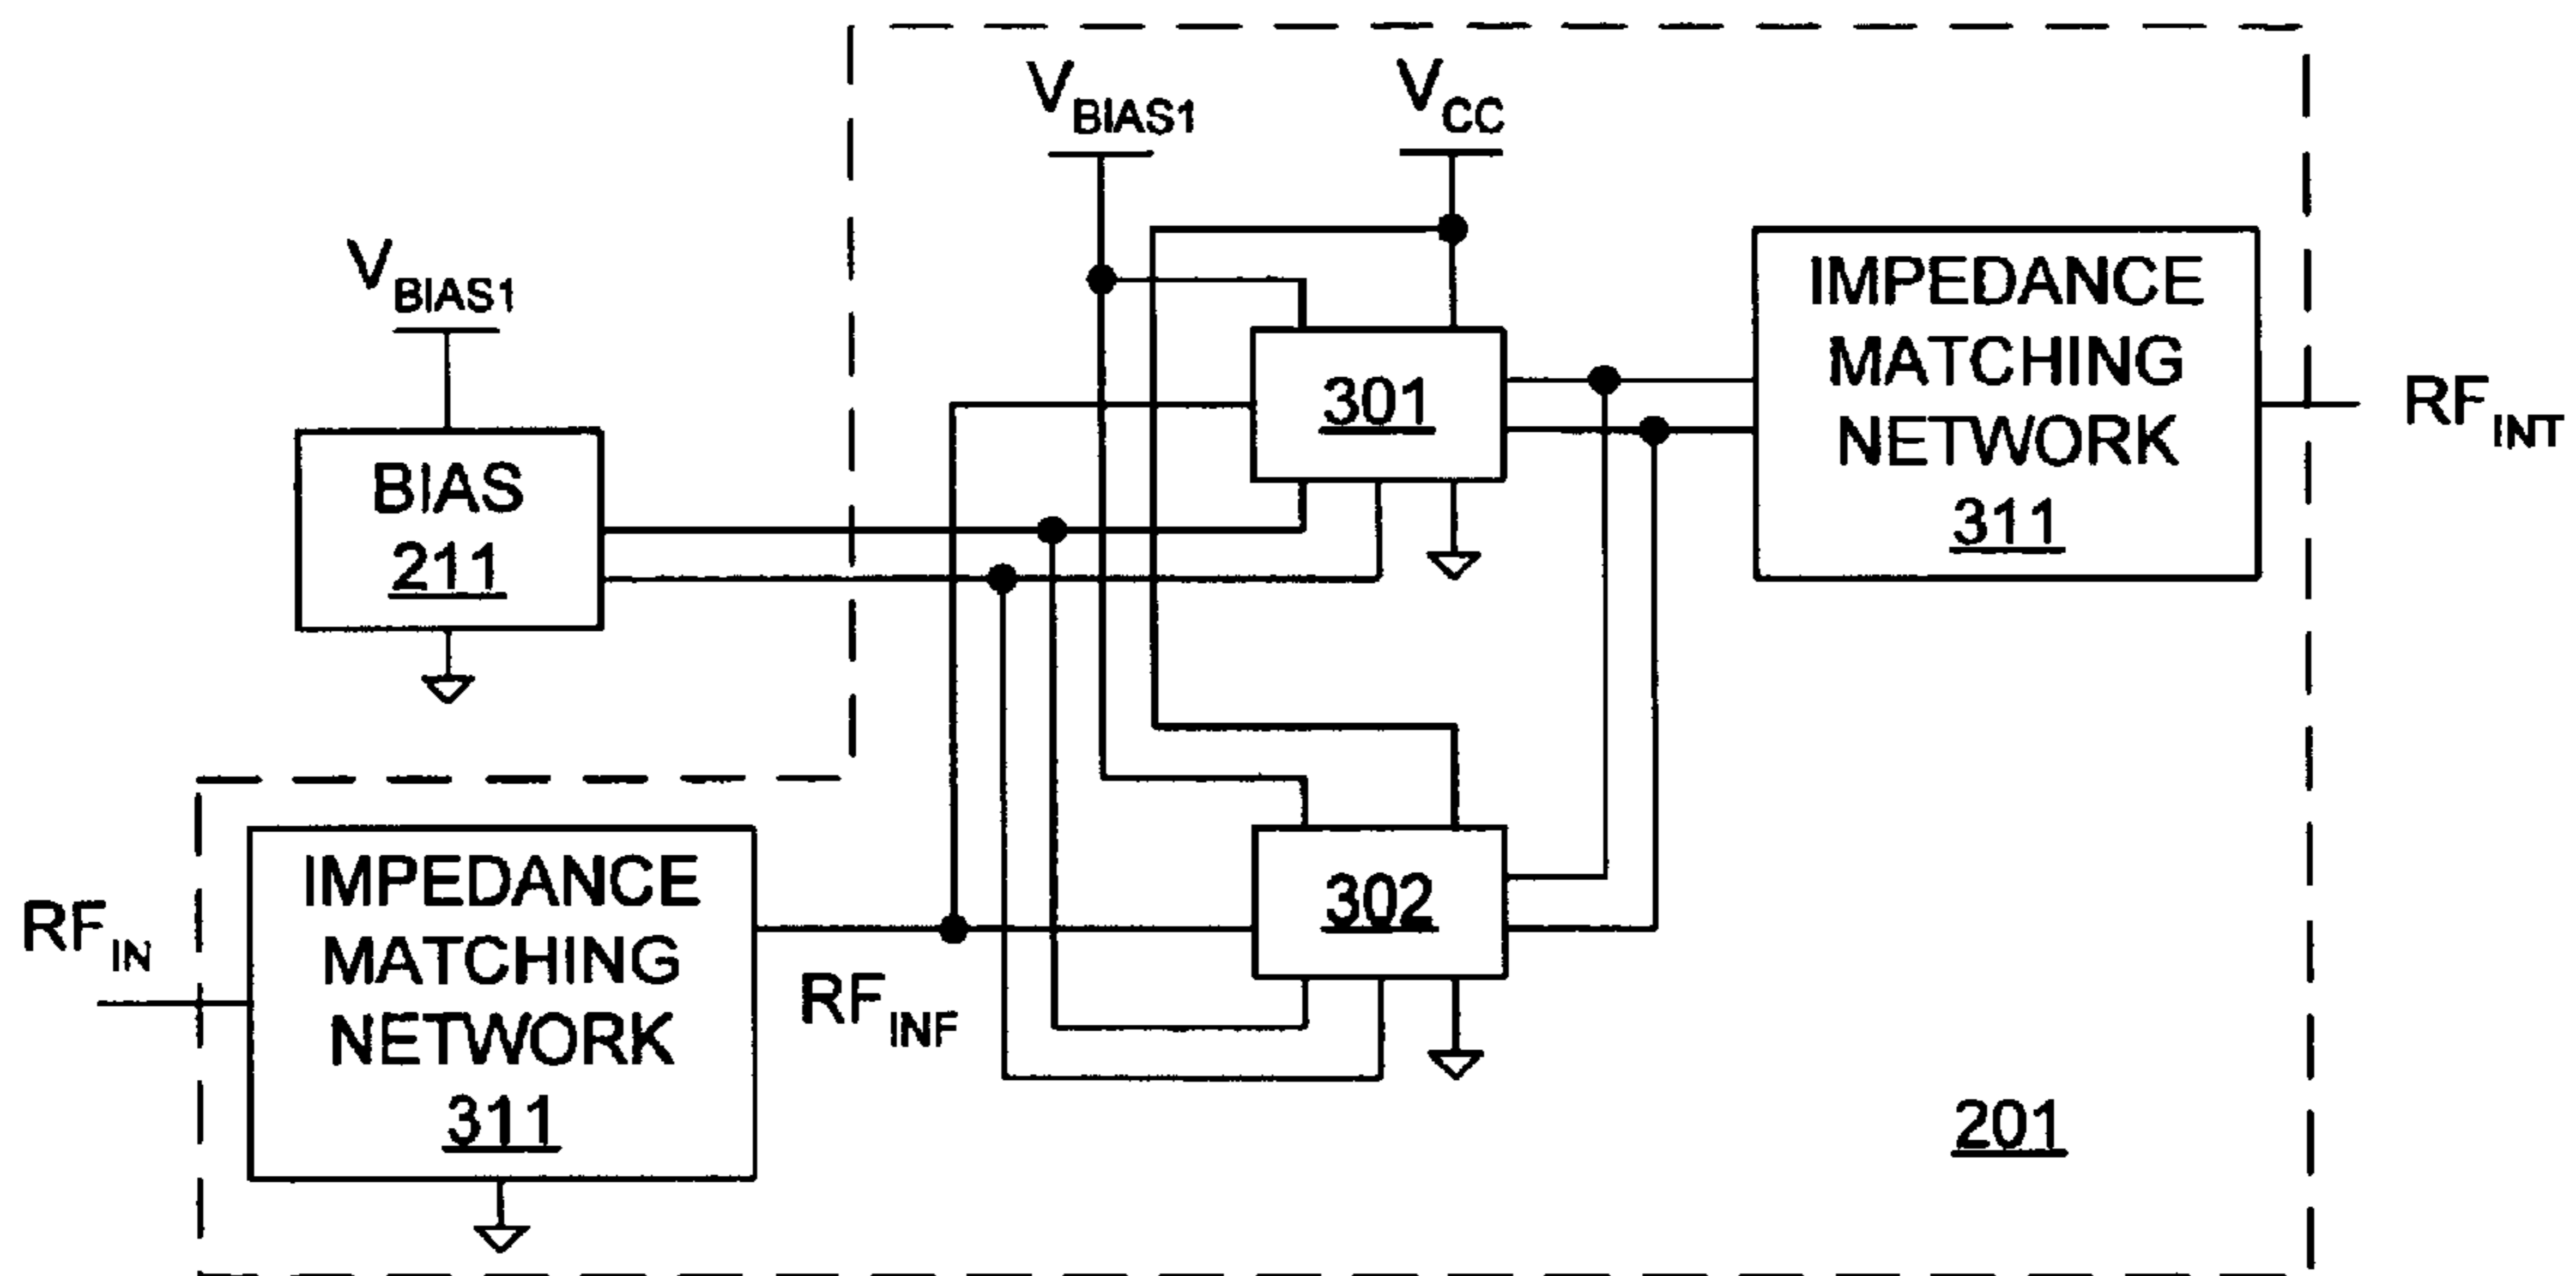 VBIAS1
VCC
VBIAS1
BIAS
211
301
IMPEDANCE
MATCHING
NETWORK
311
RFINT
RFIN
IMPEDANCE
MATCHING
NETWORK
311
RFINF
302
201